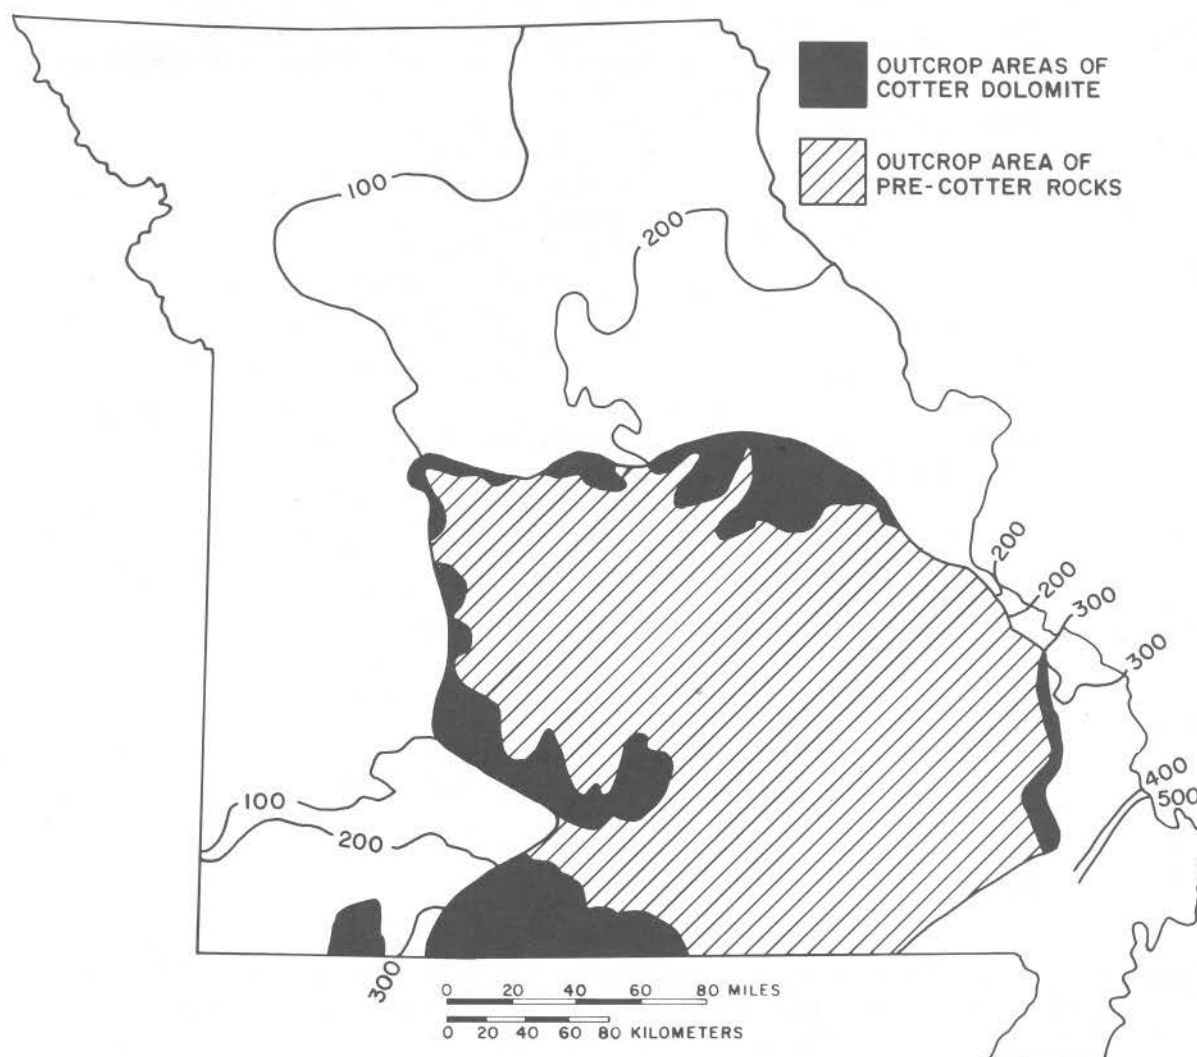 OUTCROP AREAS OF
COTTER DOLOMITE
OUTCROP AREA OF
PRE-COTTER ROCKS
100
200
200
200
300
300
400
500
100
200
300
0 20 40 60 80 MILES
0 20 40 60 80 KILOMETERS